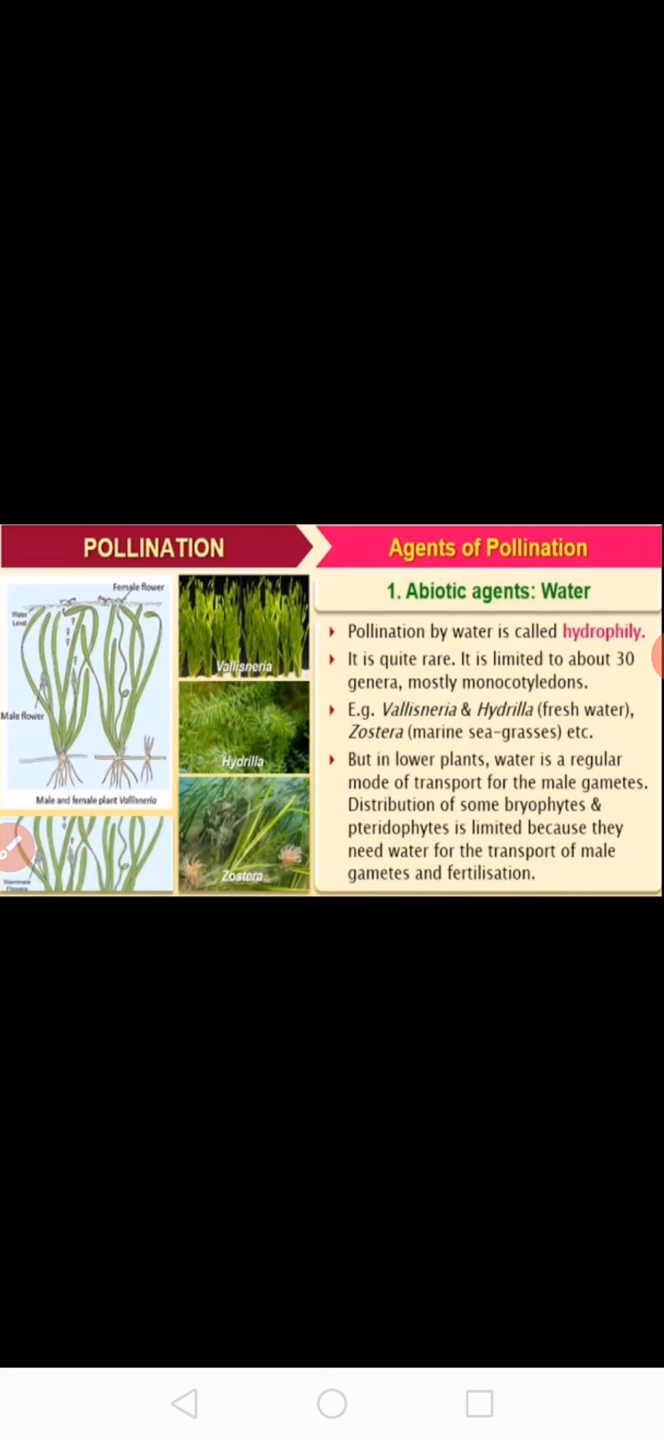 POLLINATION
Agents of Pollination
Female flower
Water
Level
Male flower
Male and female plant Vallisneria
Staminate
Flowers
Vallisneria
Hydrilla
Zostera
1. Abiotic agents: Water
Pollination by water is called hydrophily.
It is quite rare. It is limited to about 30
genera, mostly monocotyledons.
E.g. Vallisneria & Hydrilla (fresh water),
Zostera (marine sea-grasses) etc.
But in lower plants, water is a regular
mode of transport for the male gametes.
Distribution of some bryophytes &
pteridophytes is limited because they
need water for the transport of male
gametes and fertilisation.